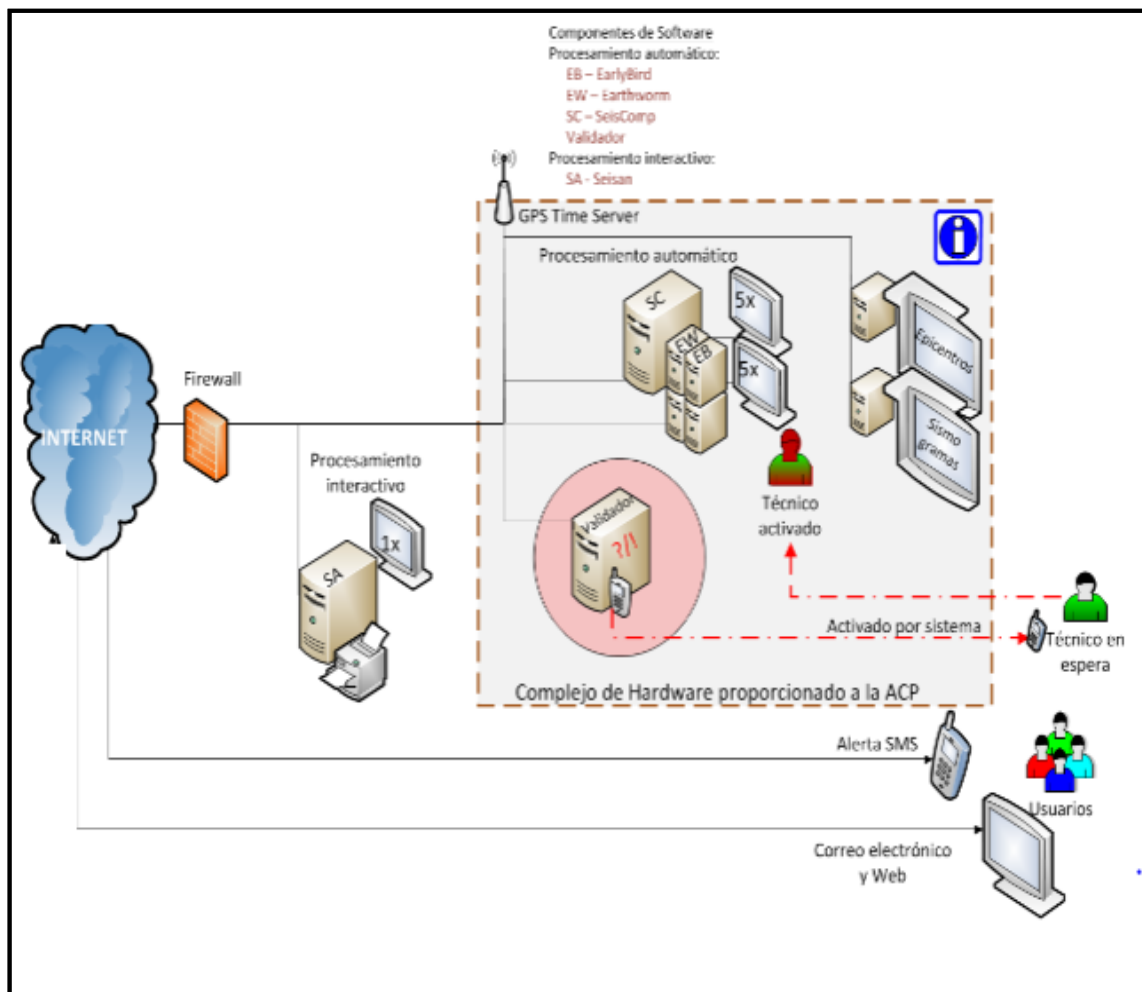 Componentes de Software
Procesamiento automático:
EB – EarlyBird
EW – Earthworm
SC – SeisComp
Validador
Procesamiento interactivo:
SA - Seisan
GPS Time Server
Procesamiento automático
SC
EW
EB
5x
5x
Epicentros
Sismo
gramas
INTERNET
Firewall
Procesamiento
interactivo
SA
1x
Validador
?/!
Técnico
activado
Activado por sistema
Técnico en
espera
Complejo de Hardware proporcionado a la ACP
Alerta SMS
Usuarios
Correo electrónico
y Web